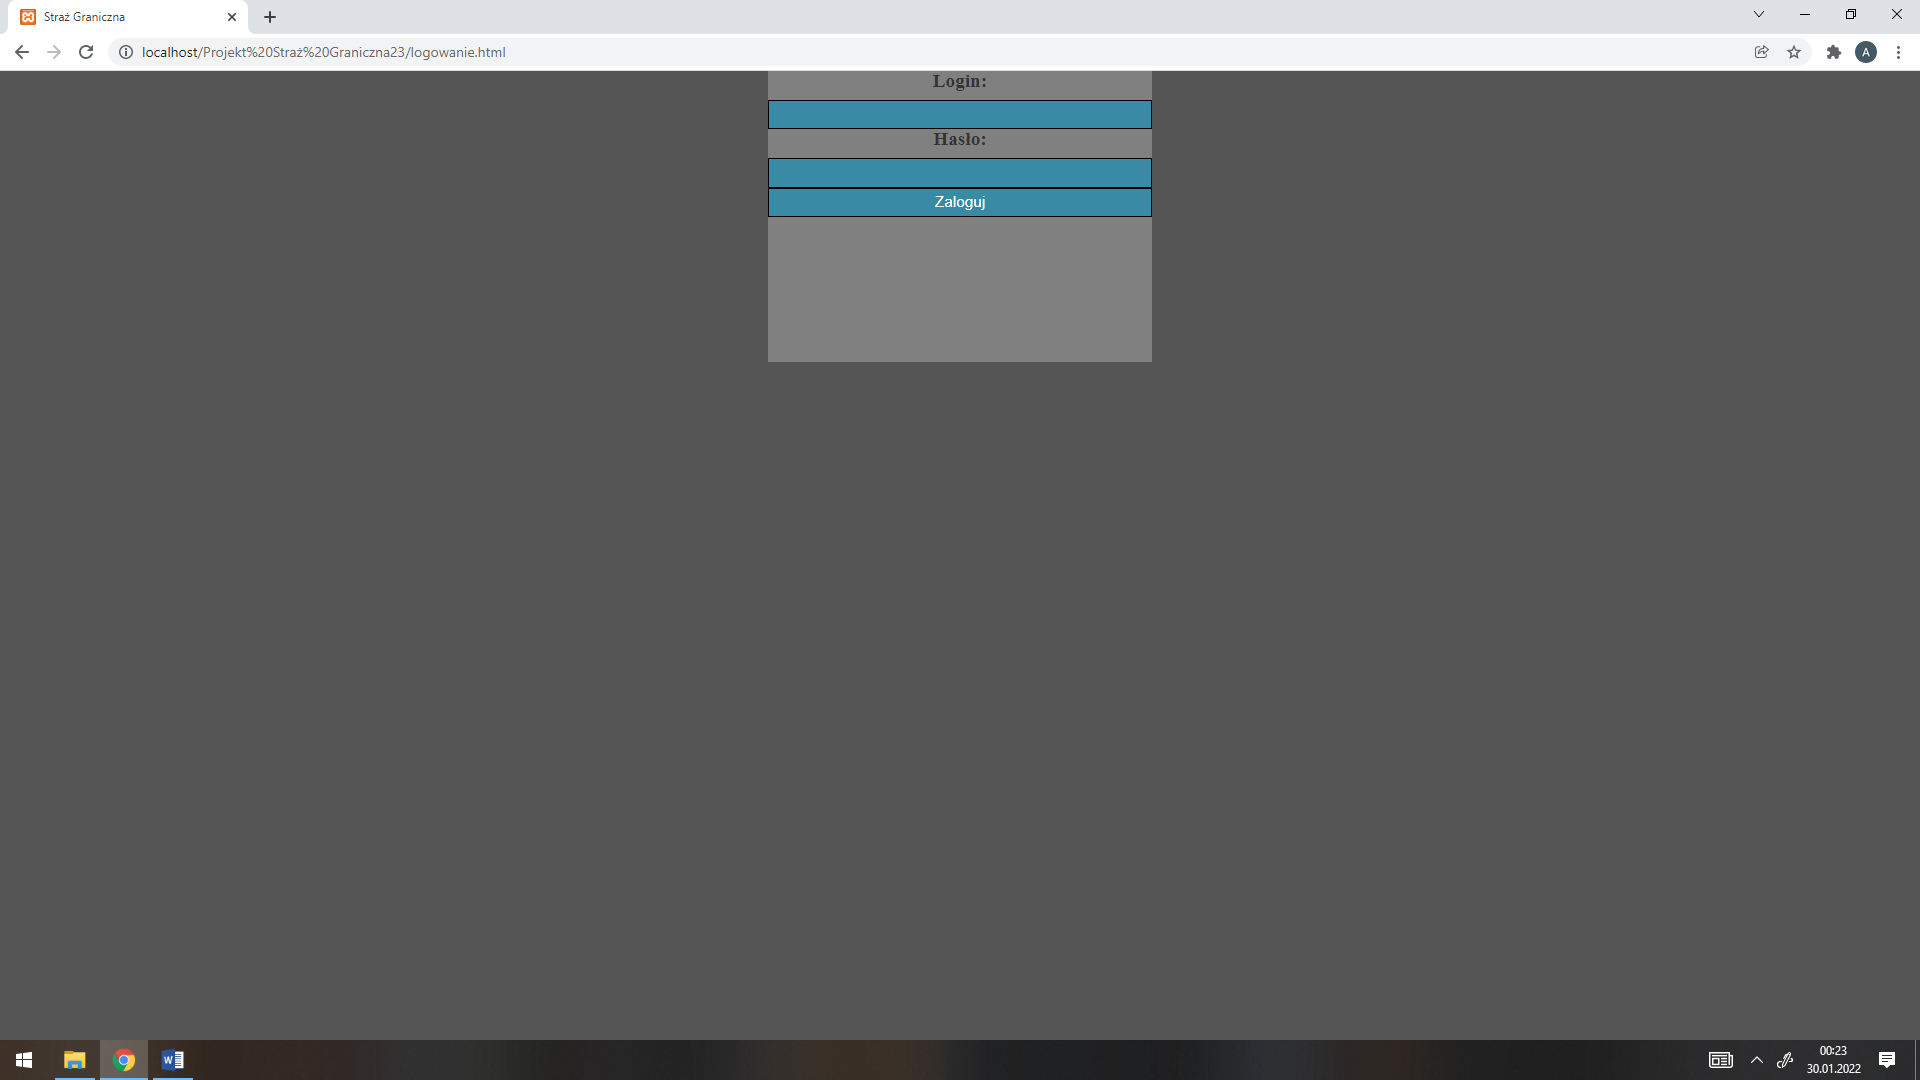 Straż Graniczna
localhost/Projekt%20Straż%20Graniczna23/logowanie.html
A
Login:
Hasło:
Zaloguj
W
00:23
30.01.2022